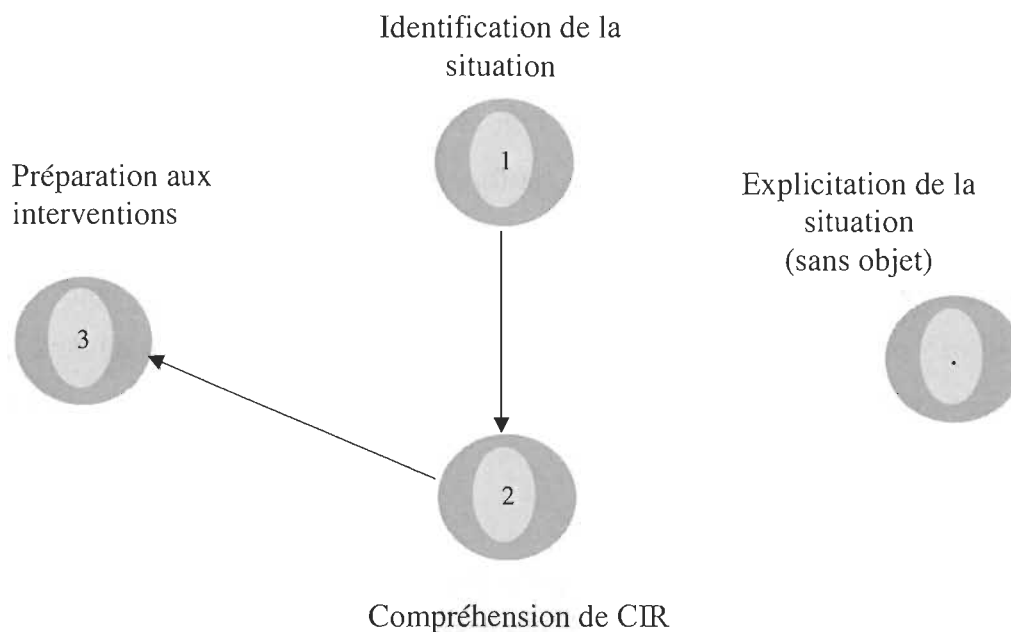 Identification de la
situation
1
Préparation aux
interventions
Explicitation de la
situation
(sans objet)
3
.
2
Compréhension de CIR